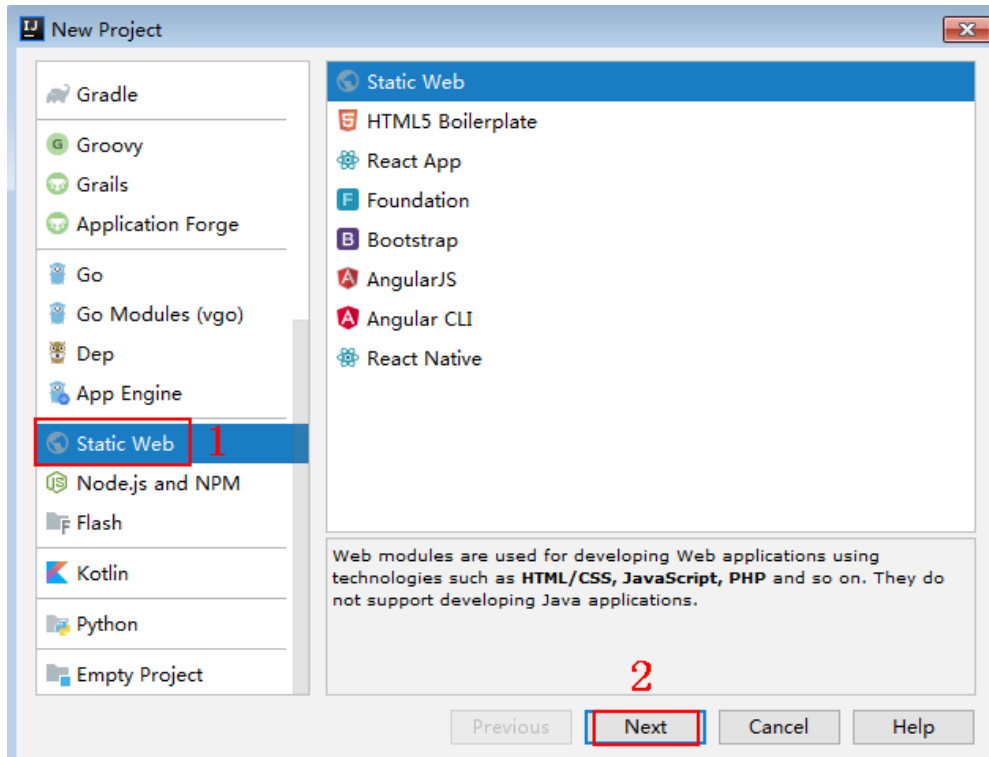 New Project
Gradle
Groovy
Grails
Application Forge
Go
Go Modules (vgo)
Dep
App Engine
Static Web 1
Node.js and NPM
Flash
Kotlin
Python
Empty Project
Static Web
HTML5 Boilerplate
React App
Foundation
Bootstrap
AngularJS
Angular CLI
React Native
Web modules are used for developing Web applications using
technologies such as HTML/CSS, JavaScript, PHP and so on. They do
not support developing Java applications.
2
Previous Next Cancel Help